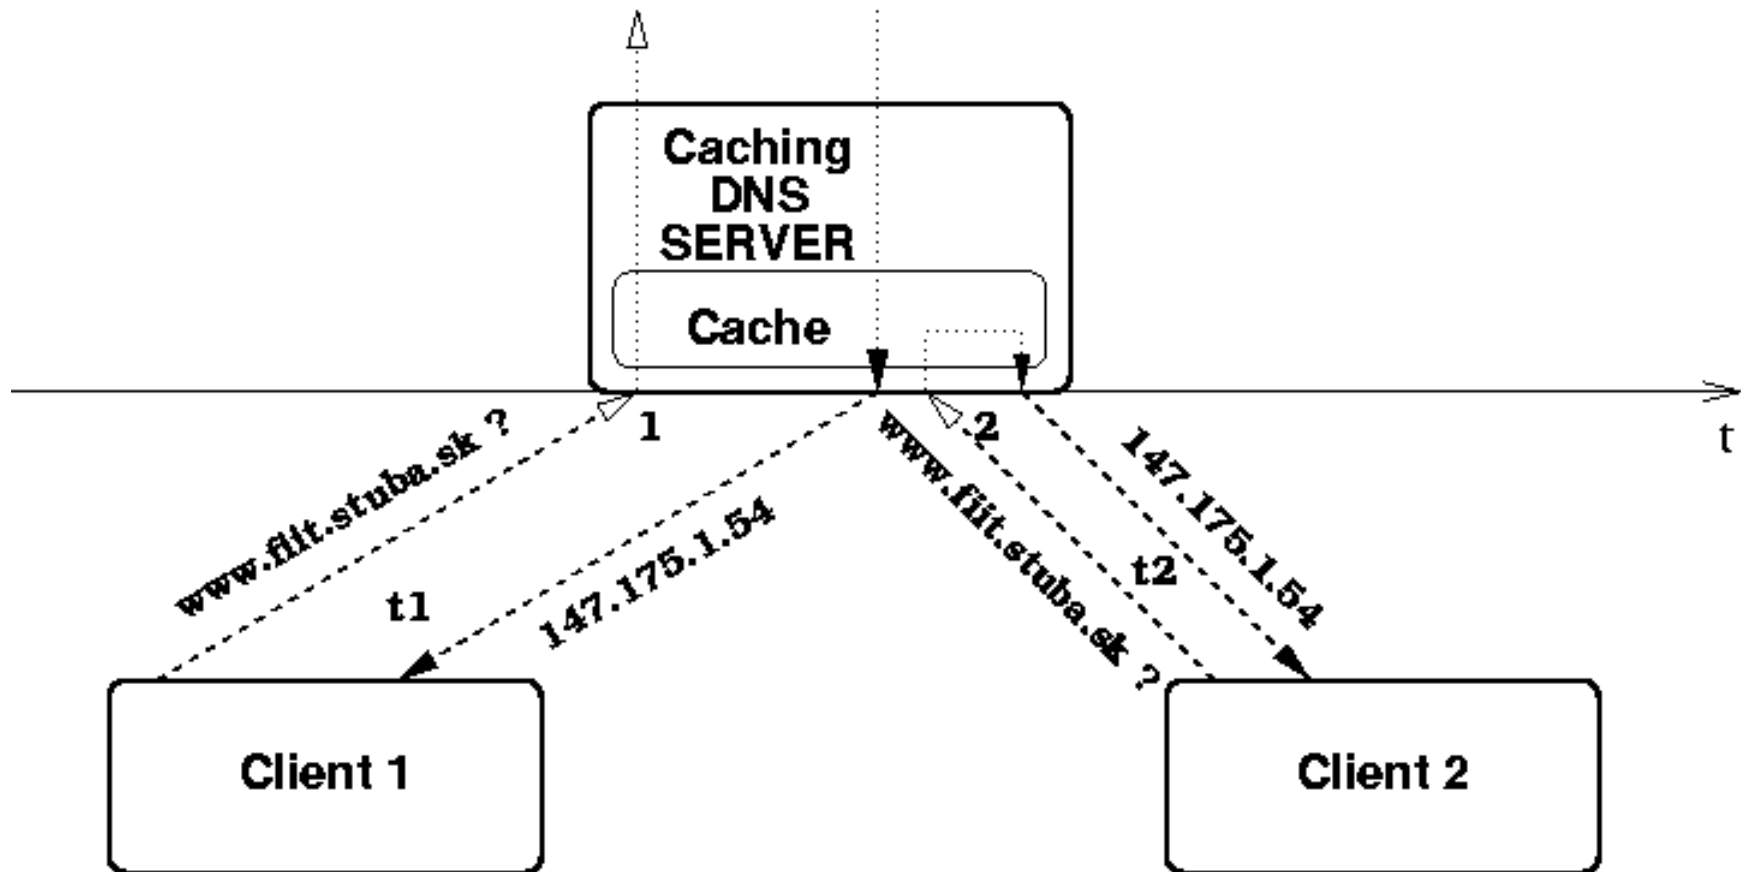 Caching
DNS
SERVER
Cache
1
2
t
www.fiit.stuba.sk ?
t1
147.175.1.54
www.fiit.stuba.sk ?
t2
147.175.1.54
Client 1
Client 2